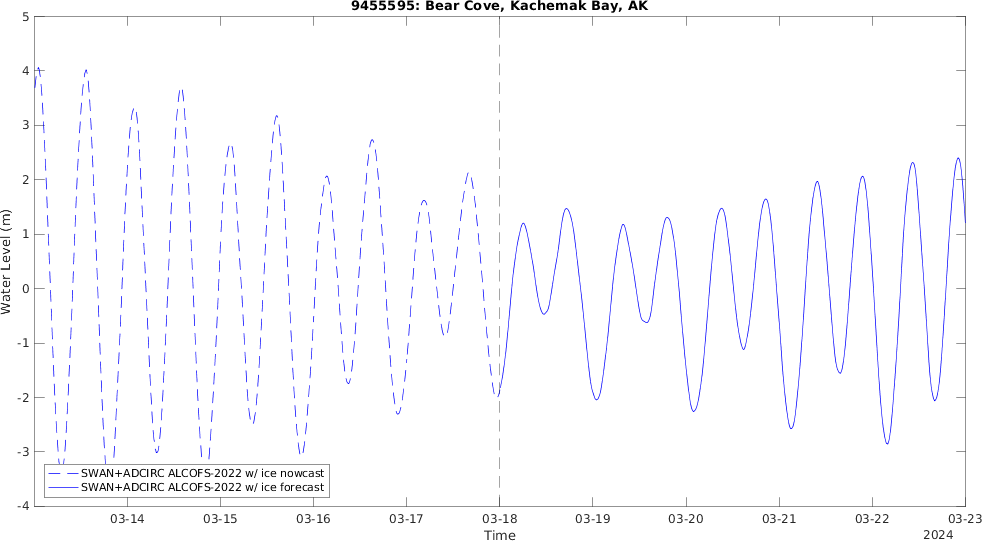 9455595: Bear Cove, Kachemak Bay, AK
5
4
3
2
1
0
-1
-2
-3
-4
Water Level (m)
SWAN+ADCIRC ALCOFS-2022 w/ ice nowcast
SWAN+ADCIRC ALCOFS-2022 w/ ice forecast
03-14 03-15 03-16 03-17 03-18 03-19 03-20 03-21 03-22 03-23
Time
2024